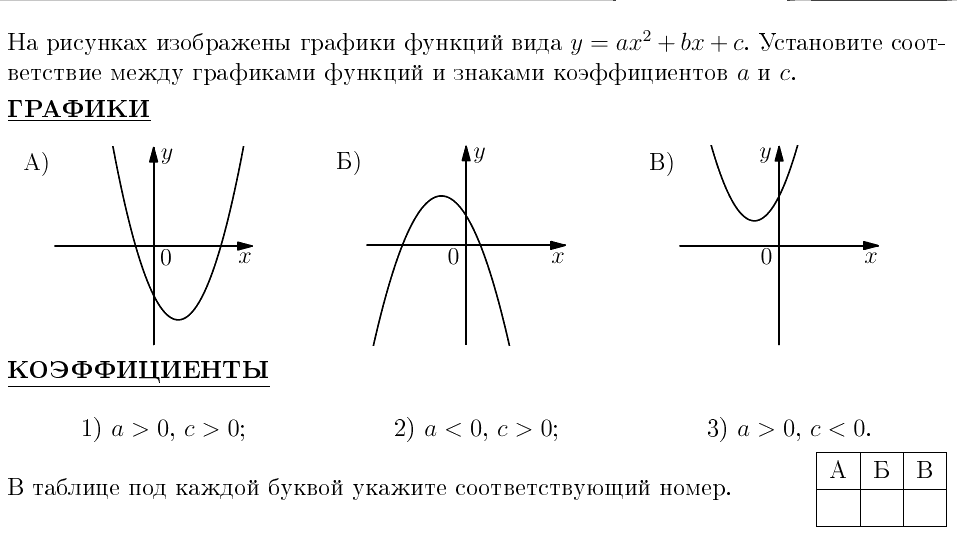 На рисунках изображены графики функций вида y = ax² + bx + c. Установите соот-
ветствие между графиками функций и знаками коэффициентов a и c.
ГРАФИКИ
А) y 0 x Б) y 0 x В) y 0 x
КОЭФФИЦИЕНТЫ
1) a > 0, c > 0; 2) a < 0, c > 0; 3) a > 0, c < 0.
А Б В
В таблице под каждой буквой укажите соответствующий номер.